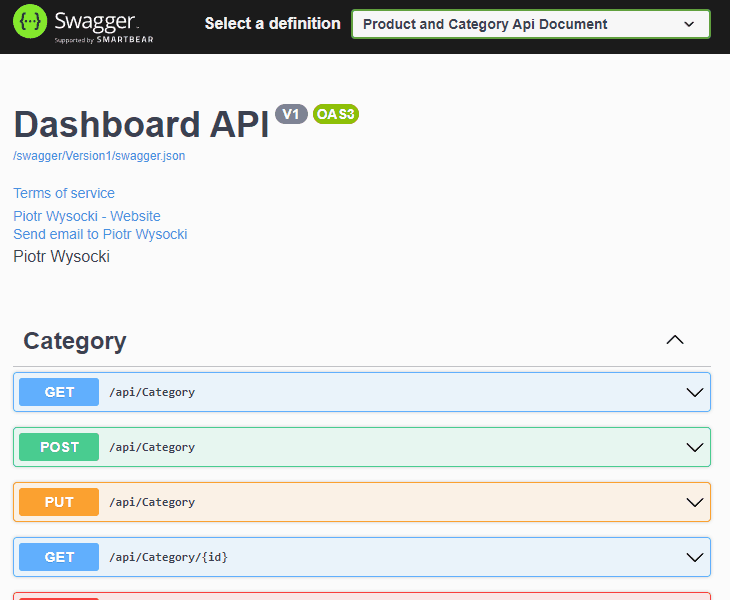 Swagger.
Supported by SMARTBEAR
Select a definition
Product and Category Api Document
Dashboard API
V1
OAS3
/swagger/Version1/swagger.json
Terms of service
Piotr Wysocki - Website
Send email to Piotr Wysocki
Piotr Wysocki
Category
GET /api/Category
POST /api/Category
PUT /api/Category
GET /api/Category/{id}